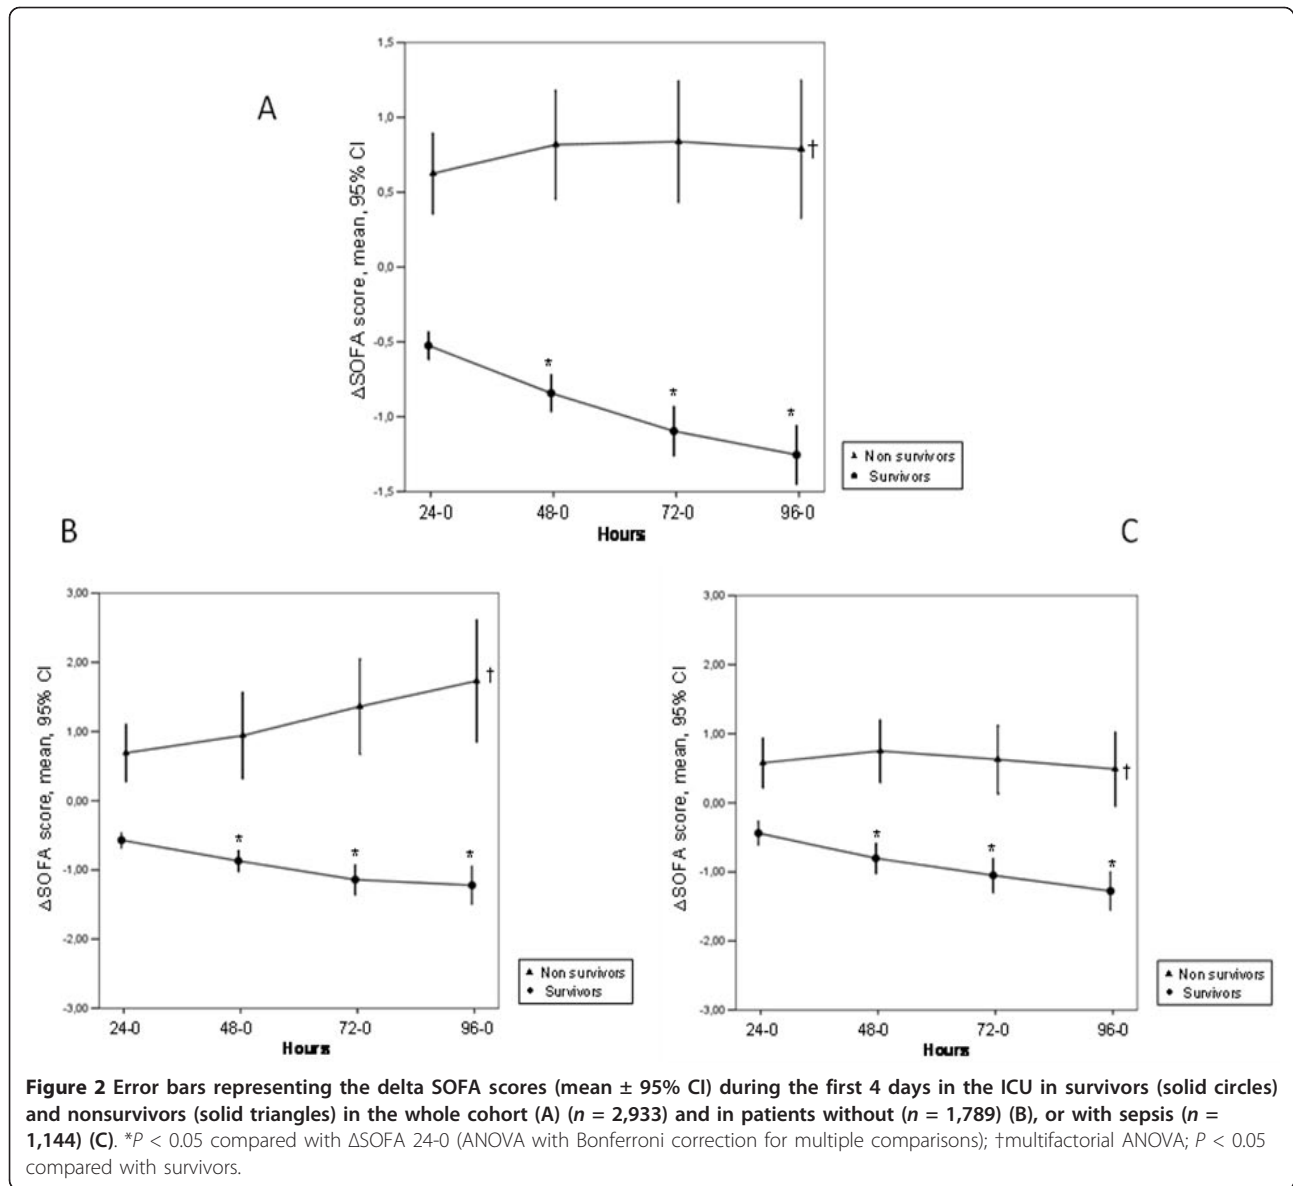 A
ΔSOFA score, mean, 95% CI
1,5
1,0
0,5
0,0
-0,5
-1,0
-1,5
†
*
*
*
24-0 48-0 72-0 96-0
Hours
Non survivors
Survivors
B
ΔSOFA score, mean, 95% CI
3,00
2,00
1,00
0,00
-1,00
-2,00
-3,00
†
*
*
*
24-0 48-0 72-0 96-0
Hours
Non survivors
Survivors
C
ΔSOFA score, mean, 95% CI
3,00
2,00
1,00
0,00
-1,00
-2,00
-3,00
†
*
*
*
24-0 48-0 72-0 96-0
Hours
Non survivors
Survivors
Figure 2 Error bars representing the delta SOFA scores (mean ± 95% CI) during the first 4 days in the ICU in survivors (solid circles)
and nonsurvivors (solid triangles) in the whole cohort (A) (n = 2,933) and in patients without (n = 1,789) (B), or with sepsis (n =
1,144) (C). *P < 0.05 compared with ΔSOFA 24-0 (ANOVA with Bonferroni correction for multiple comparisons); †multifactorial ANOVA; P < 0.05
compared with survivors.